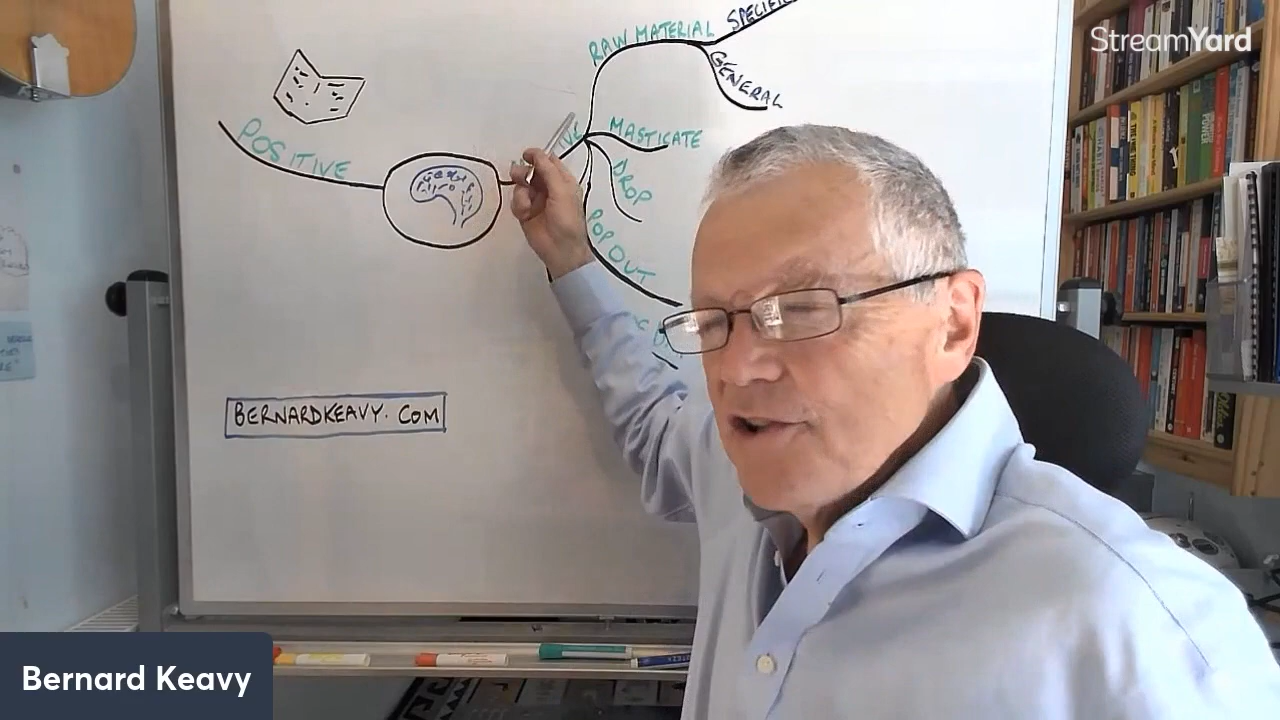 StreamYard
RAW MATERIAL
GENERAL
MASTICATE
DROP
POP OUT
POSITIVE
BERNARDKEAVY.COM
Bernard Keavy